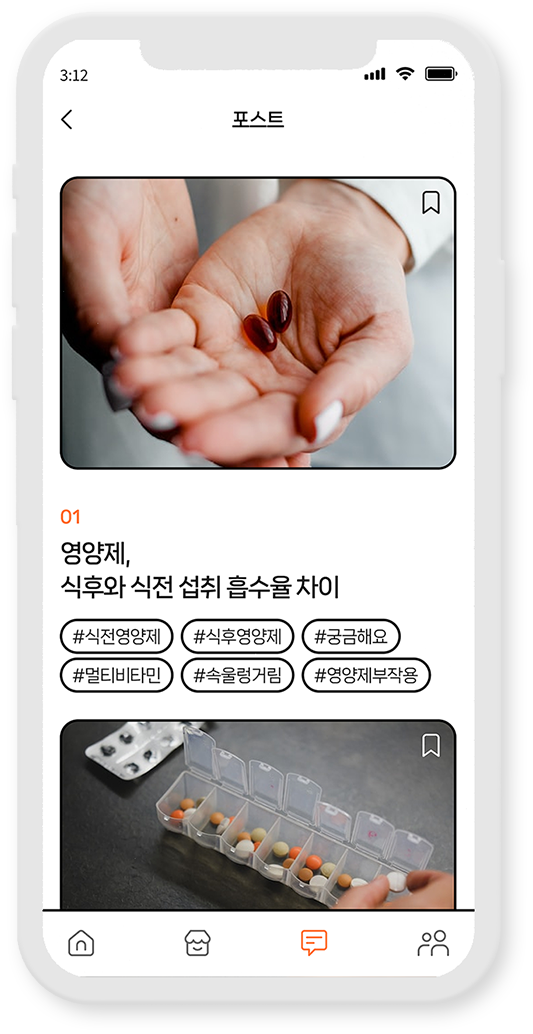 3:12
포스트
01
영양제,
식후와 식전 섭취 흡수율 차이
#식전영양제 #식후영양제 #궁금해요
#멀티비타민 #속울렁거림 #영양제부작용